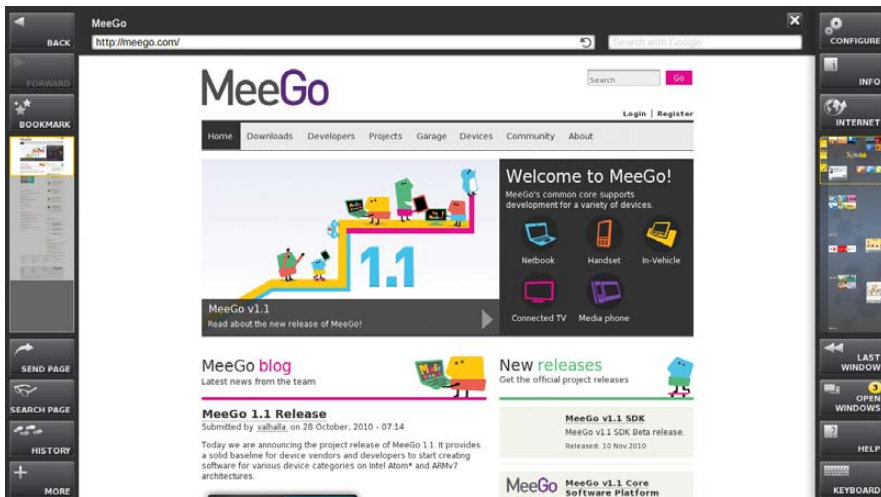 MeeGo
BACK
http://meego.com/
Search with Google
FORWARD
BOOKMARK
SEND PAGE
SEARCH PAGE
HISTORY
MORE
MeeGo
Search
Go
Login | Register
Home Downloads Developers Projects Garage Devices Community About
1.1
MeeGo v1.1
Read about the new release of MeeGo!
Welcome to MeeGo!
MeeGo's common core supports
development for a variety of devices.
Netbook Handset In-Vehicle
Connected TV Media phone
MeeGo blog
Latest news from the team
MeeGo 1.1 Release
Submitted by valhalla on 28 October, 2010 - 07:14
Today we are announcing the project release of MeeGo 1.1. It provides
a solid baseline for device vendors and developers to start creating
software for various device categories on Intel Atom* and ARMv7
architectures.
New releases
Get the official project releases
MeeGo v1.1 SDK
MeeGo v1.1 SDK Beta release.
Released: 10 Nov 2010
MeeGo
MeeGo v1.1 Core
Software Platform
CONFIGURE
INFO
INTERNET
LAST
WINDOW
3
OPEN
WINDOWS
HELP
KEYBOARD